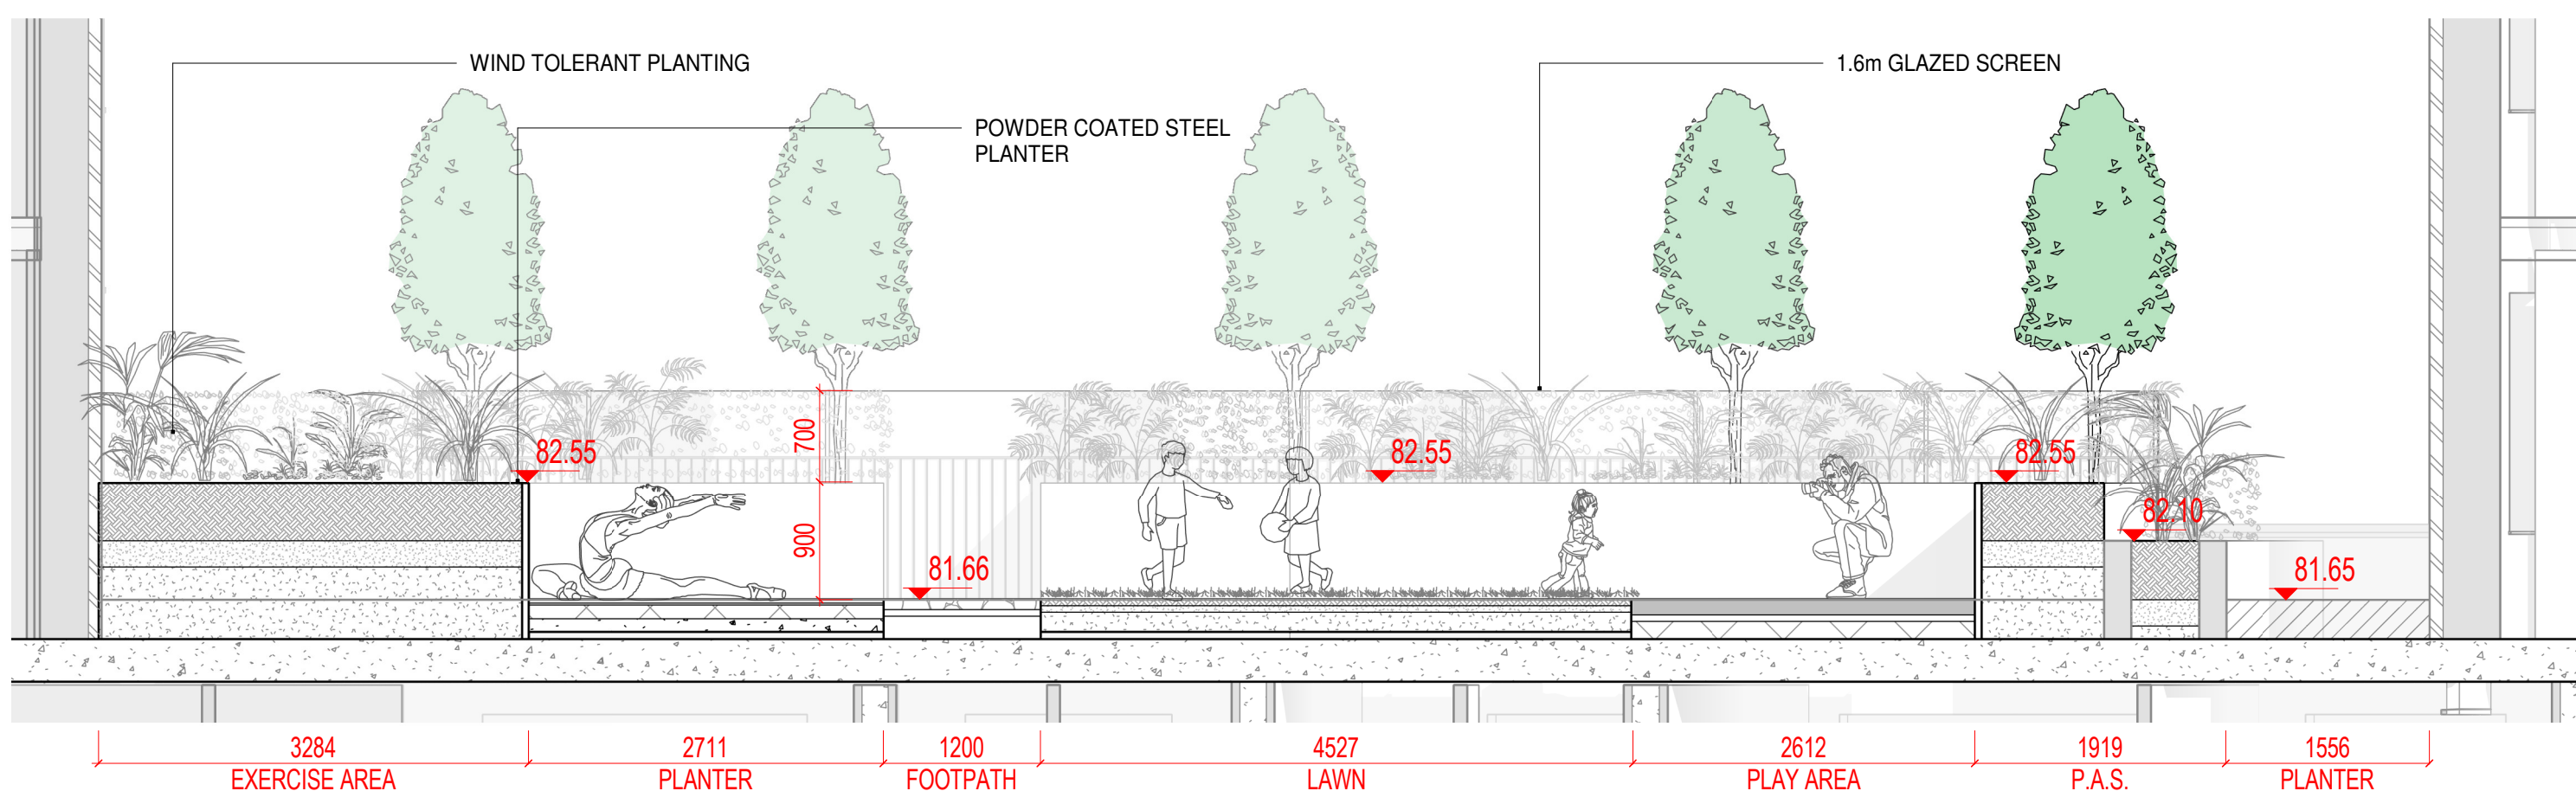 WIND TOLERANT PLANTING
1.6m GLAZED SCREEN
POWDER COATED STEEL
PLANTER
700
82.55
82.55
82.55
82.10
900
81.66
81.65
3284
2711
1200
4527
2612
1919
1556
EXERCISE AREA
PLANTER
FOOTPATH
LAWN
PLAY AREA
P.A.S.
PLANTER